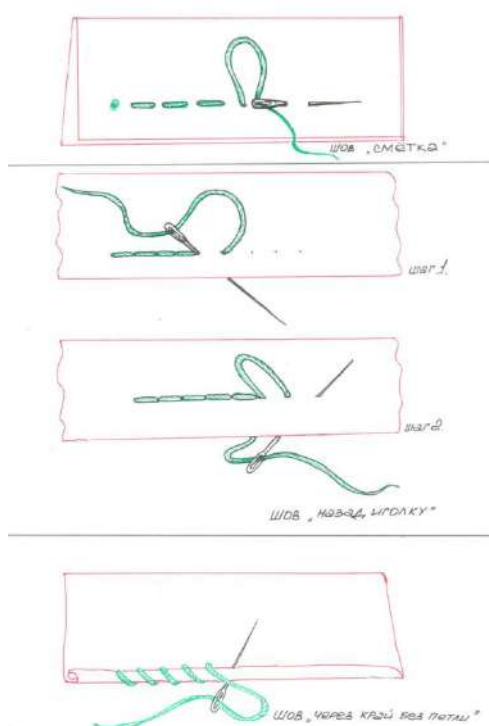 шов „сметка"
шаг 1.
шаг 2.
шов „назад иголку"
шов „через край без петли"